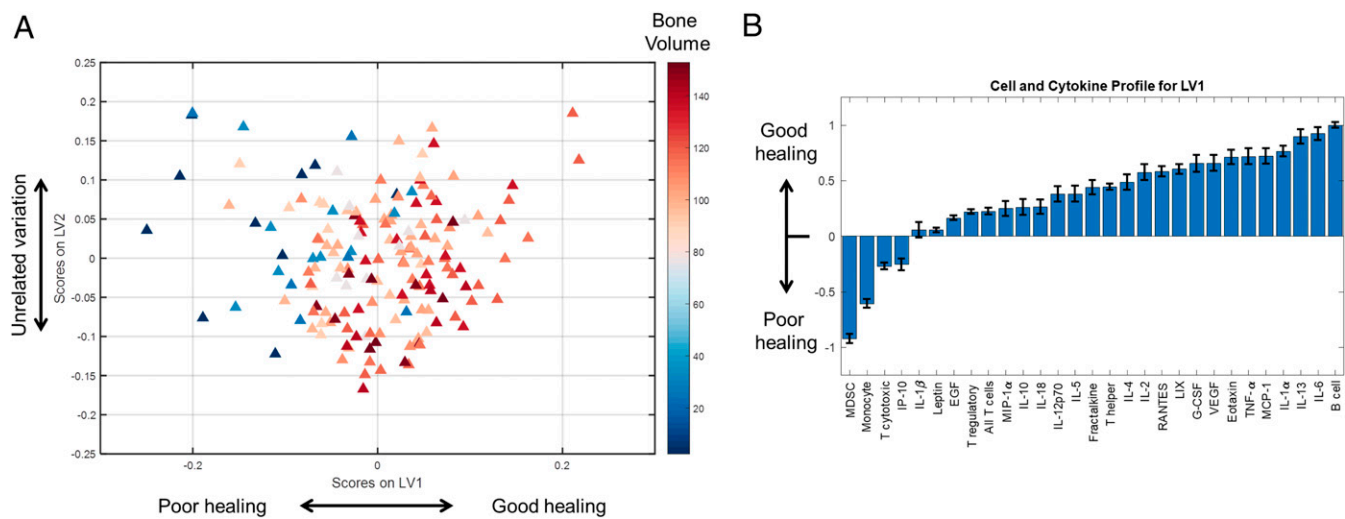 A
Bone
Volume
0.25
0.2
0.15
0.1
0.05
0
-0.05
-0.1
-0.15
-0.2
-0.25
-0.2
0
0.2
Scores on LV2
Unrelated variation
Scores on LV1
Poor healing
Good healing
140
120
100
80
60
40
20
B
Cell and Cytokine Profile for LV1
Good
healing
Poor
healing
1
0.5
0
-0.5
-1
MDSC
Monocyte
T cytotoxic
IP-10
IL-1β
Leptin
EGF
T regulatory
All T cells
MIP-1α
IL-10
IL-18
IL-12p70
IL-5
Fractalkine
T helper
IL-4
IL-2
RANTES
LIX
G-CSF
VEGF
Eotaxin
TNF-α
MCP-1
IL-1α
IL-13
IL-6
B cell